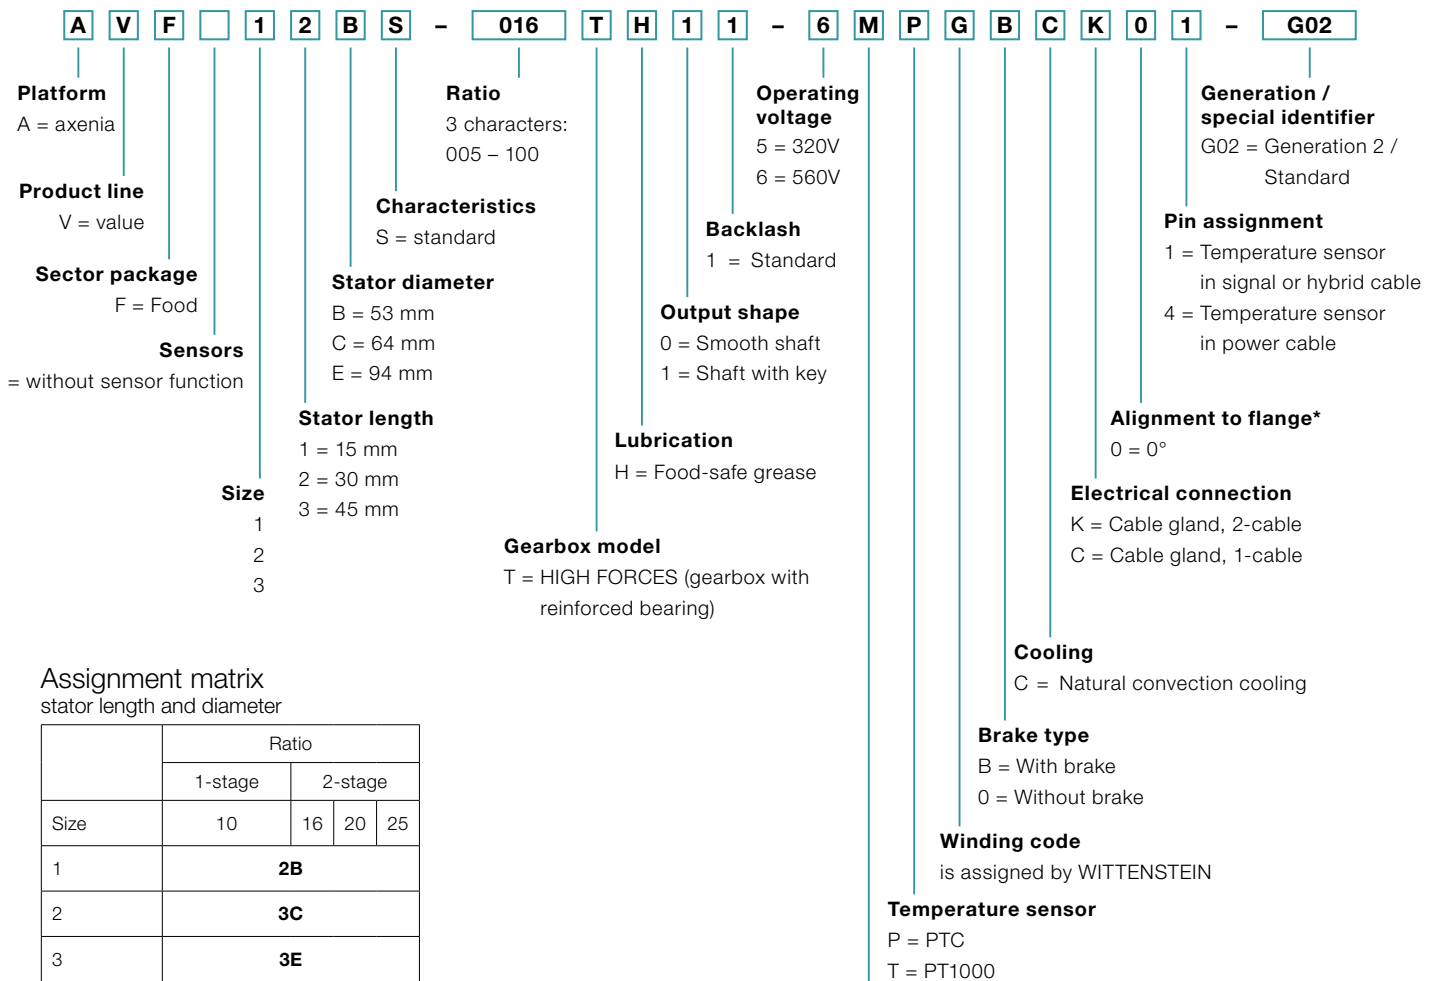 A V F 1 2 B S – 016 T H 1 1 – 6 M P G B C K 0 1 – G02
Platform
A = axenia
Product line
V = value
Sector package
F = Food
Sensors
= without sensor function
Size
1
2
3
Stator length
1 = 15 mm
2 = 30 mm
3 = 45 mm
Stator diameter
B = 53 mm
C = 64 mm
E = 94 mm
Characteristics
S = standard
Ratio
3 characters:
005 – 100
Gearbox model
T = HIGH FORCES (gearbox with
reinforced bearing)
Lubrication
H = Food-safe grease
Output shape
0 = Smooth shaft
1 = Shaft with key
Backlash
1 = Standard
Operating
voltage
5 = 320V
6 = 560V
Generation /
special identifier
G02 = Generation 2 /
Standard
Pin assignment
1 = Temperature sensor
in signal or hybrid cable
4 = Temperature sensor
in power cable
Alignment to flange*
0 = 0°
Electrical connection
K = Cable gland, 2-cable
C = Cable gland, 1-cable
Cooling
C = Natural convection cooling
Brake type
B = With brake
0 = Without brake
Winding code
is assigned by WITTENSTEIN
Temperature sensor
P = PTC
T = PT1000
Assignment matrix
stator length and diameter
Ratio
1-stage 2-stage
Size 10 16 20 25
1 2B
2 3C
3 3E